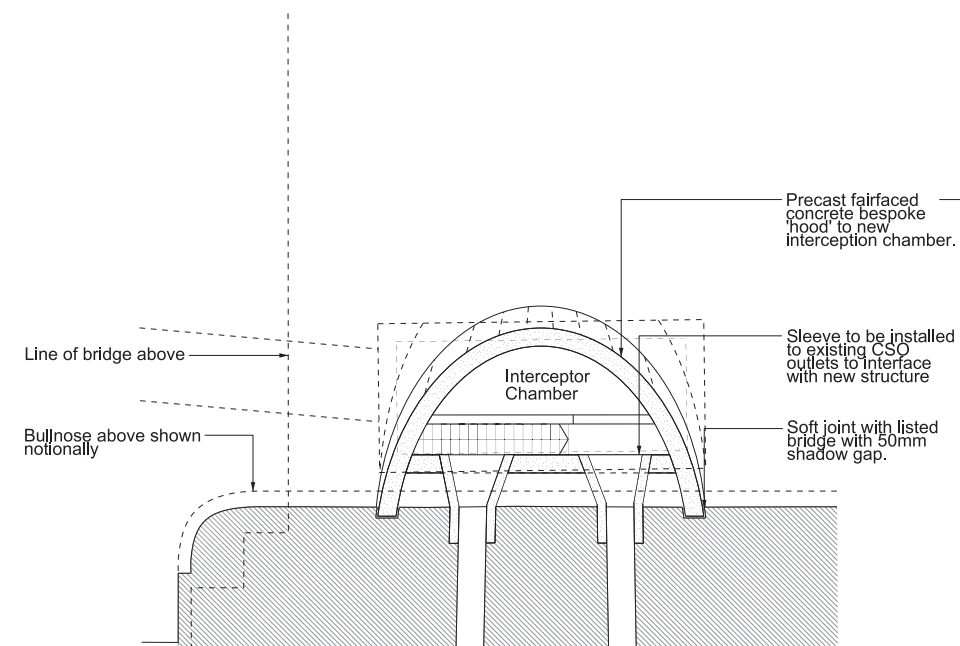 Precast fairfaced
concrete bespoke
'hood' to new
interception chamber.
Sleeve to be installed
to existing CSO
outlets to interface
with new structure
Line of bridge above
Interceptor
Chamber
Soft joint with listed
bridge with 50mm
shadow gap.
Bullnose above shown
notionally